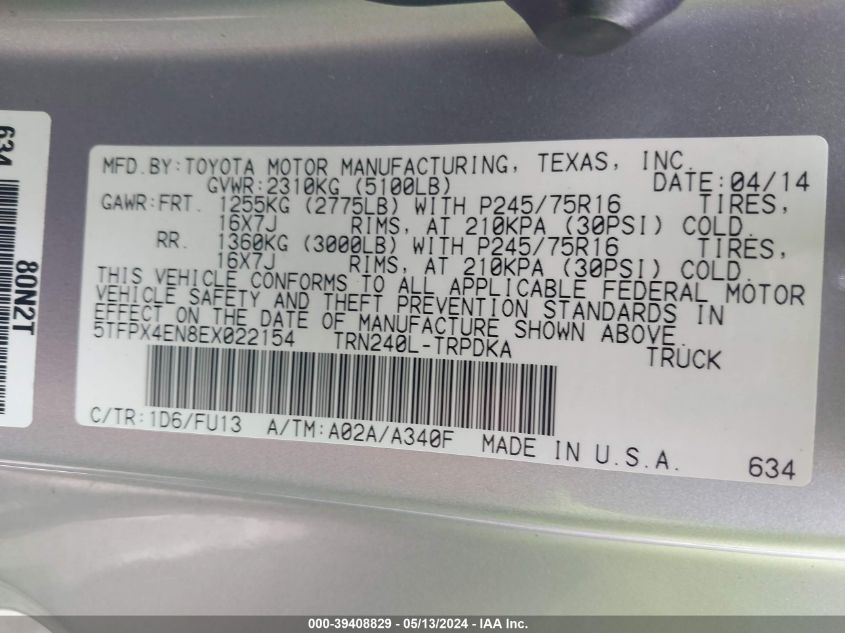 634
80N2T
MFD.BY:TOYOTA MOTOR MANUFACTURING, TEXAS, INC.
GVWR:2310KG (5100LB) DATE:04/14
GAWR:FRT. 1255KG (2775LB) WITH P245/75R16 TIRES,
16X7J RIMS, AT 210KPA (30PSI) COLD.
RR. 1360KG (3000LB) WITH P245/75R16 TIRES,
16X7J RIMS, AT 210KPA (30PSI) COLD.
THIS VEHICLE CONFORMS TO ALL APPLICABLE FEDERAL MOTOR
VEHICLE SAFETY AND THEFT PREVENTION STANDARDS IN
EFFECT ON THE DATE OF MANUFACTURE SHOWN ABOVE.
5TFPX4EN8EX022154 TRN240L-TRPDKA TRUCK
C/TR:1D6/FU13 A/TM:A02A/A340F MADE IN U.S.A. 634
000-39408829 - 05/13/2024 - IAA, Inc.